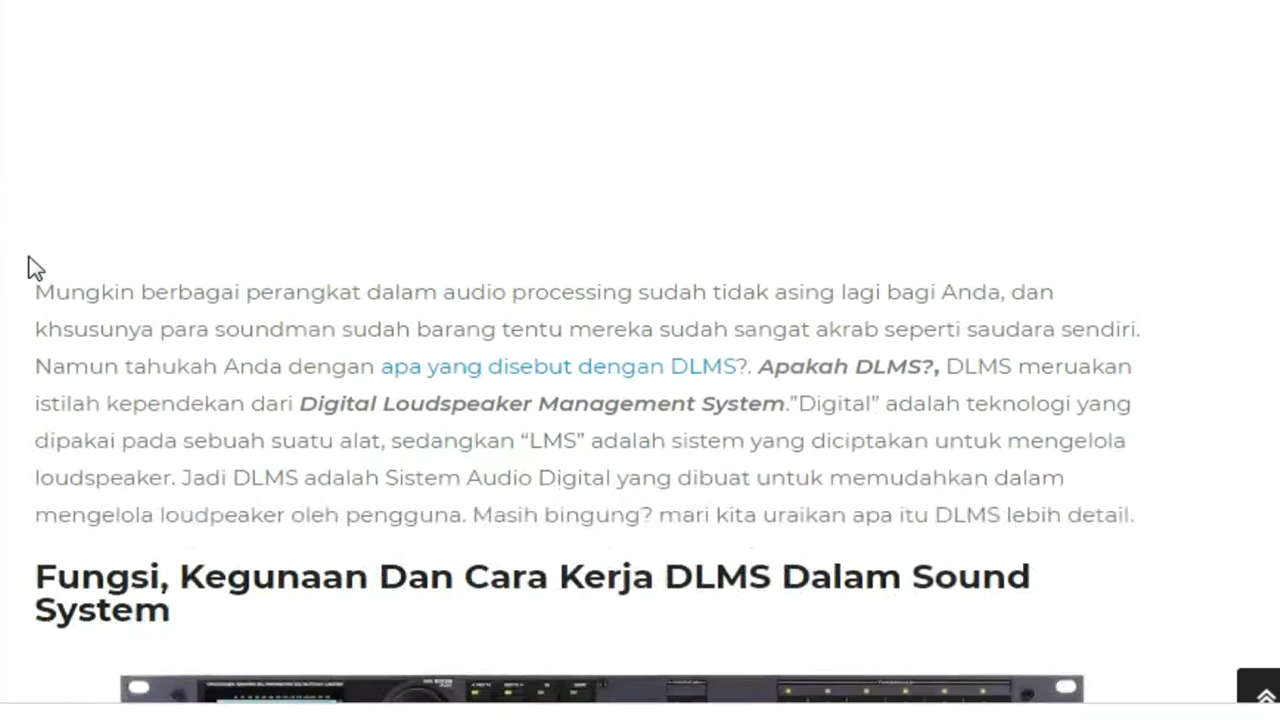 Mungkin berbagai perangkat dalam audio processing sudah tidak asing lagi bagi Anda, dan
khsusunya para soundman sudah barang tentu mereka sudah sangat akrab seperti saudara sendiri.
Namun tahukah Anda dengan apa yang disebut dengan DLMS?. Apakah DLMS?, DLMS meruakan
istilah kependekan dari Digital Loudspeaker Management System.”Digital” adalah teknologi yang
dipakai pada sebuah suatu alat, sedangkan “LMS” adalah sistem yang diciptakan untuk mengelola
loudspeaker. Jadi DLMS adalah Sistem Audio Digital yang dibuat untuk memudahkan dalam
mengelola loudpeaker oleh pengguna. Masih bingung? mari kita uraikan apa itu DLMS lebih detail.
Fungsi, Kegunaan Dan Cara Kerja DLMS Dalam Sound
System